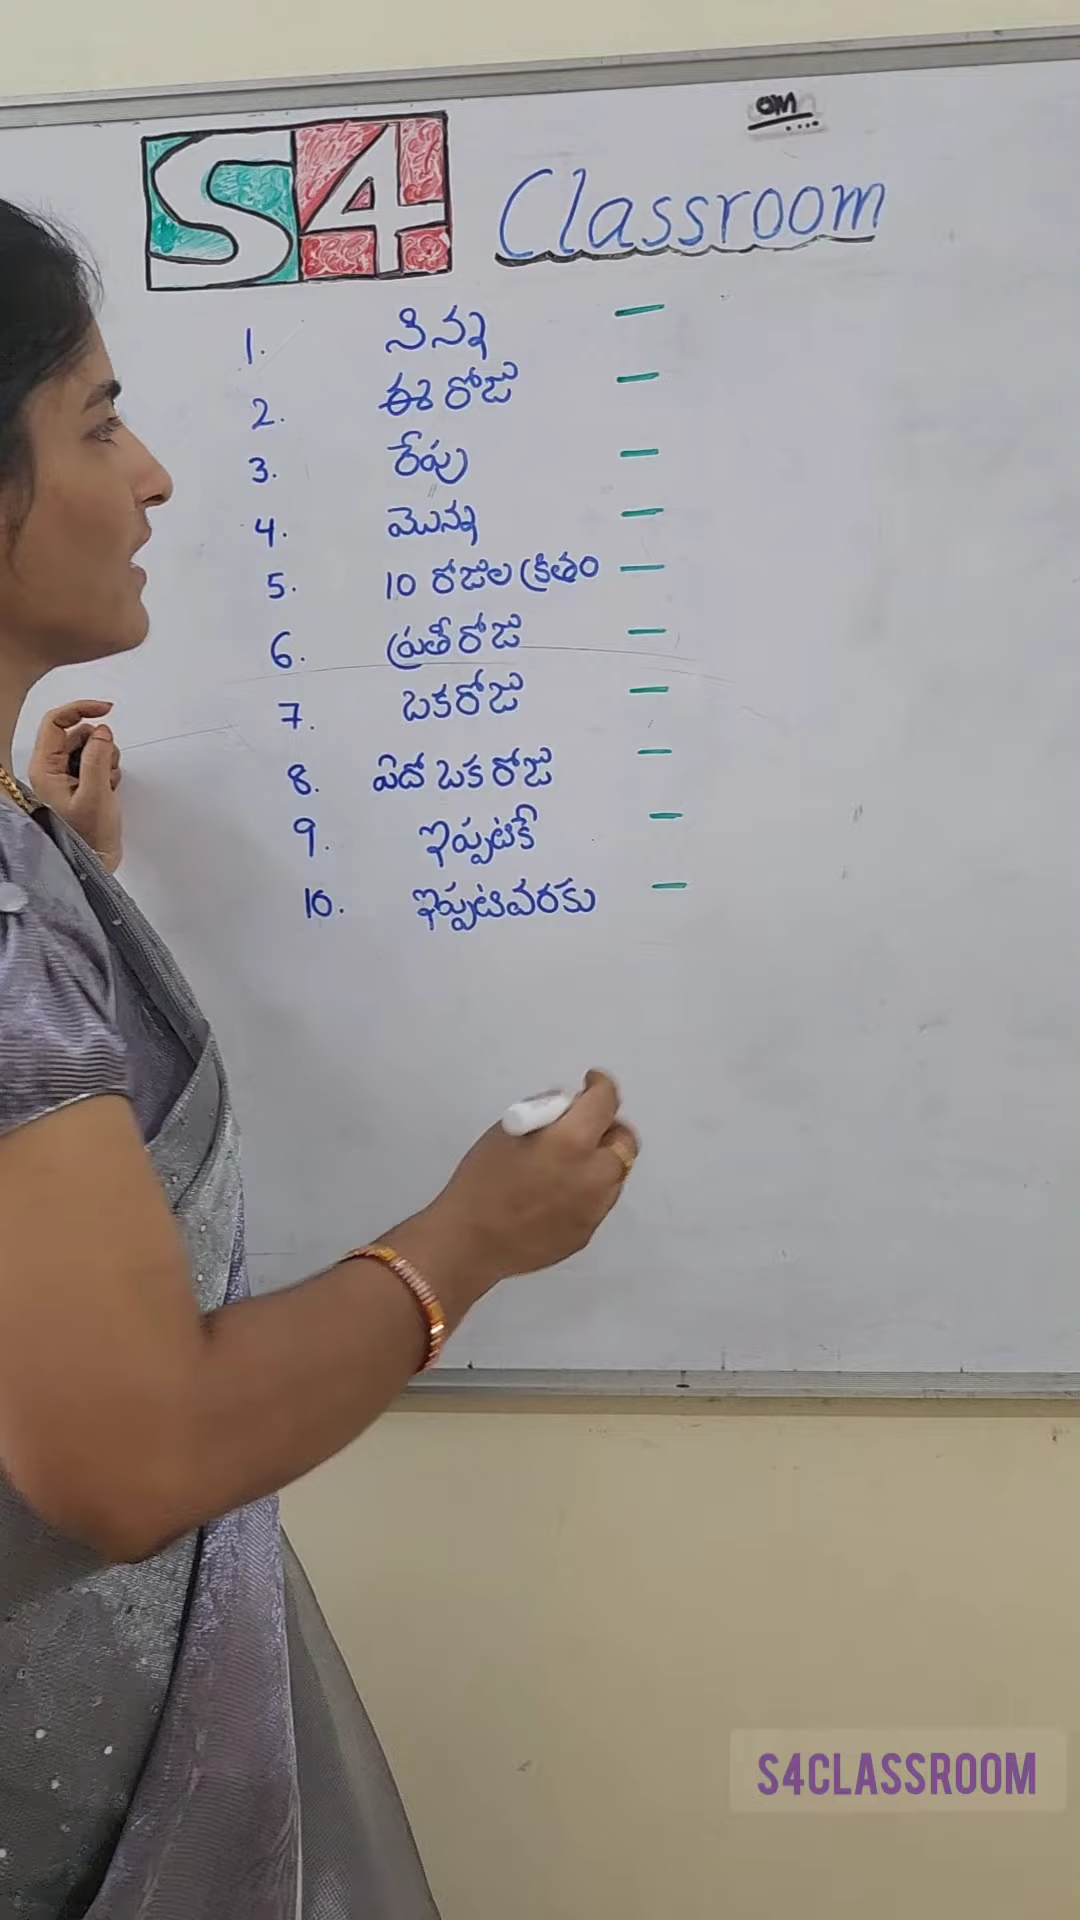 OM
S4 Classroom
1. నిన్న —
2. ఈ రోజు —
3. రేపు —
4. మొన్న —
5. 10 రోజుల క్రితం —
6. ప్రతీ రోజు —
7. ఒకరోజు —
8. ఏదో ఒక రోజు —
9. ఇప్పటికే —
10. ఇప్పటివరకు —
S4CLASSROOM